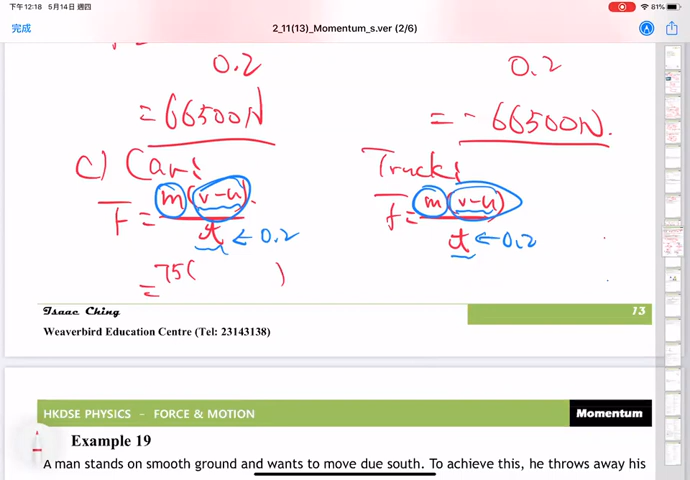 下午12:18 5月14日 週四
81%
完成
2_11(13)_Momentum_s.ver (2/6)
0.2
0.2
= 66500N
= - 66500N.
c) Car:
Truck:
F = m(v-u) / t ← 0.2
F = m(v-u) / t ← 0.2
= 75( )
Isaac Ching
13
Weaverbird Education Centre (Tel: 23143138)
HKDSE PHYSICS - FORCE & MOTION
Momentum
Example 19
A man stands on smooth ground and wants to move due south. To achieve this, he throws away his